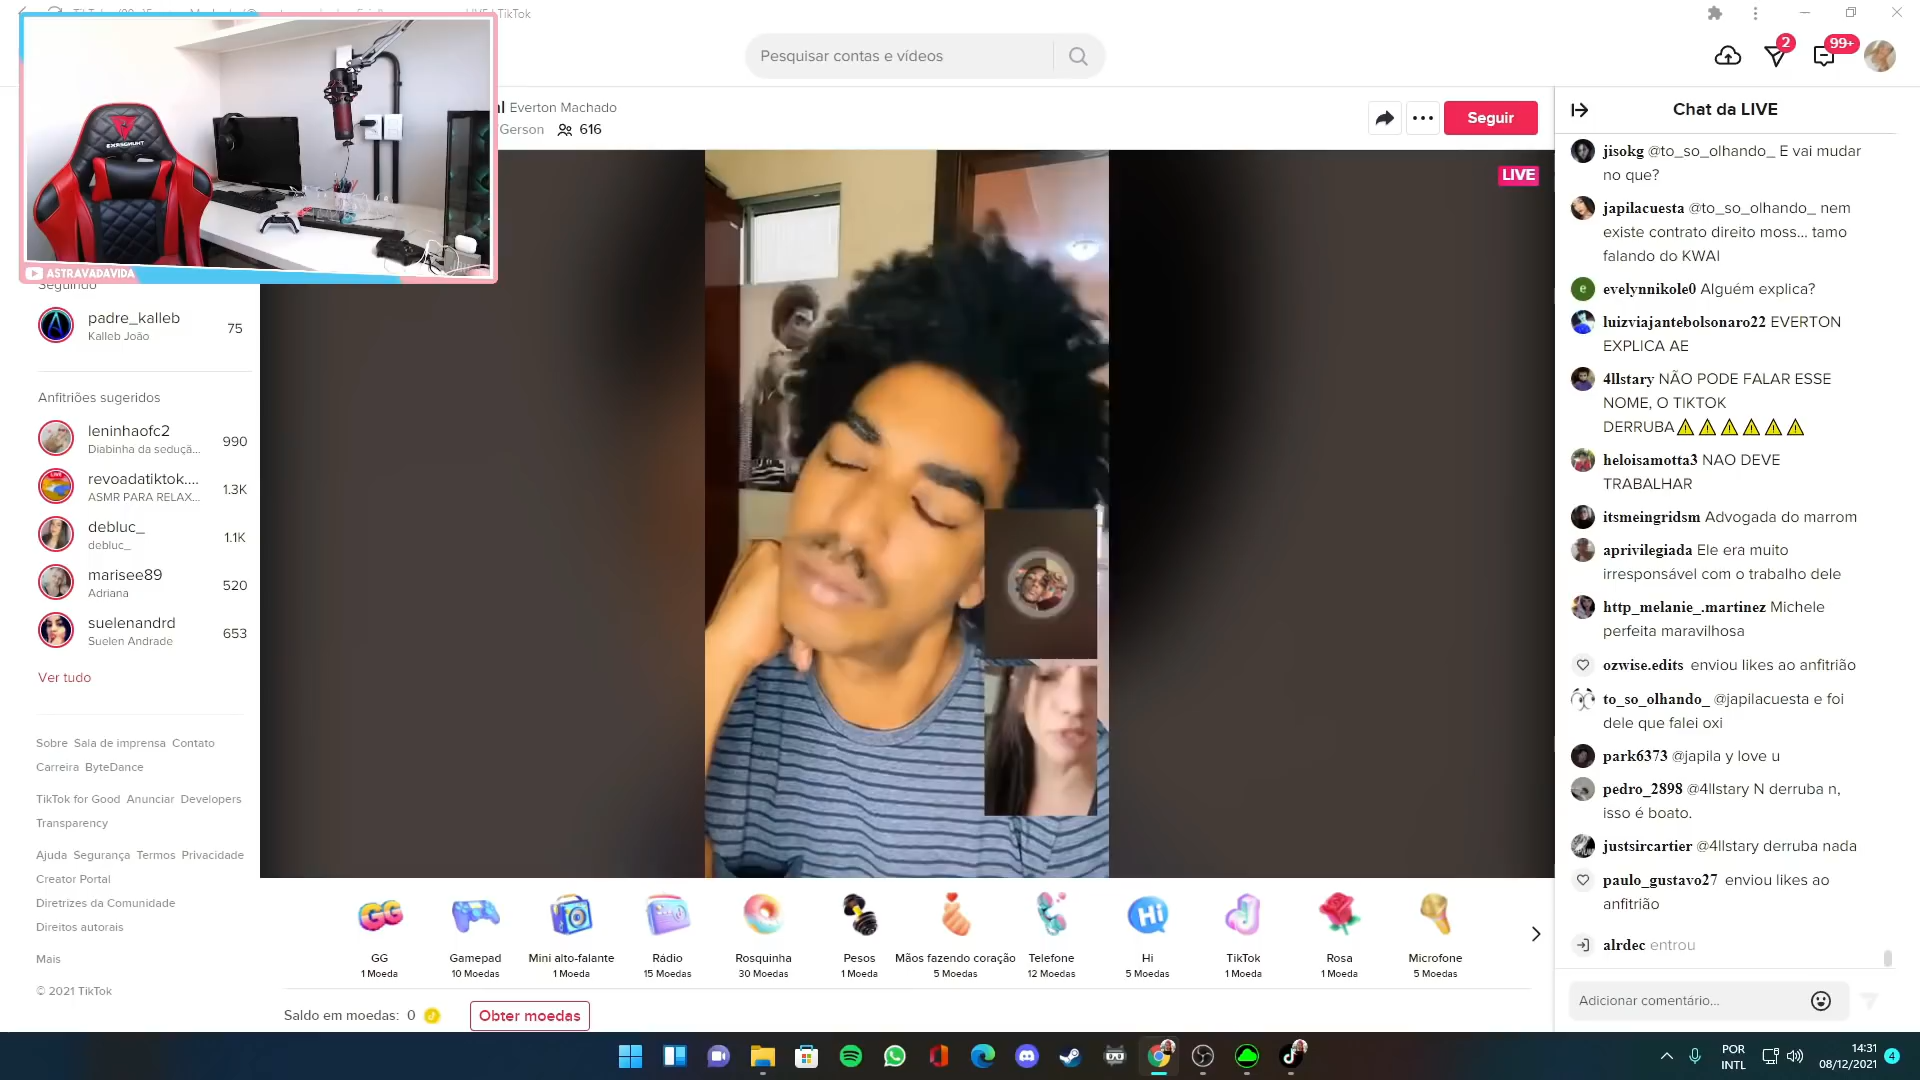 LIVE | TikTok
Pesquisar contas e vídeos
2
99+
EXASEMUNT
ASTRAVADAVIDA
Everton Machado
Gerson 616
Seguir
LIVE
Seguindo
padre_kalleb
Kalleb João
75
Anfitriões sugeridos
leninhaofc2
Diabinha da seduçã...
990
revoadatiktok....
ASMR PARA RELAX...
1.3K
debluc_
debluc_
1.1K
marisee89
Adriana
520
suelenandrd
Suelen Andrade
653
Ver tudo
Sobre Sala de imprensa Contato
Carreira ByteDance
TikTok for Good Anunciar Developers
Transparency
Ajuda Segurança Termos Privacidade
Creator Portal
Diretrizes da Comunidade
Direitos autorais
Mais
© 2021 TikTok
GG
1 Moeda
Gamepad
10 Moedas
Mini alto-falante
1 Moeda
Rádio
15 Moedas
Rosquinha
30 Moedas
Pesos
1 Moeda
Mãos fazendo coração
5 Moedas
Telefone
12 Moedas
Hi
Hi
5 Moedas
TikTok
1 Moeda
Rosa
1 Moeda
Microfone
5 Moedas
Saldo em moedas: 0
Obter moedas
Chat da LIVE
jisokg @to_so_olhando_ E vai mudar
no que?
japilacuesta @to_so_olhando_ nem
existe contrato direito moss... tamo
falando do KWAI
e
evelynnikole0 Alguém explica?
luizviajantebolsonaro22 EVERTON
EXPLICA AE
4llstary NÃO PODE FALAR ESSE
NOME, O TIKTOK
DERRUBA⚠⚠⚠⚠⚠⚠
heloisamotta3 NAO DEVE
TRABALHAR
itsmeingridsm Advogada do marrom
aprivilegiada Ele era muito
irresponsável com o trabalho dele
http_melanie_.martinez Michele
perfeita maravilhosa
ozwise.edits enviou likes ao anfitrião
to_so_olhando_ @japilacuesta e foi
dele que falei oxi
park6373 @japila y love u
pedro_2898 @4llstary N derruba n,
isso é boato.
justsircartier @4llstary derruba nada
paulo_gustavo27 enviou likes ao
anfitrião
alrdec entrou
Adicionar comentário...
POR
INTL
14:31
08/12/2021
4